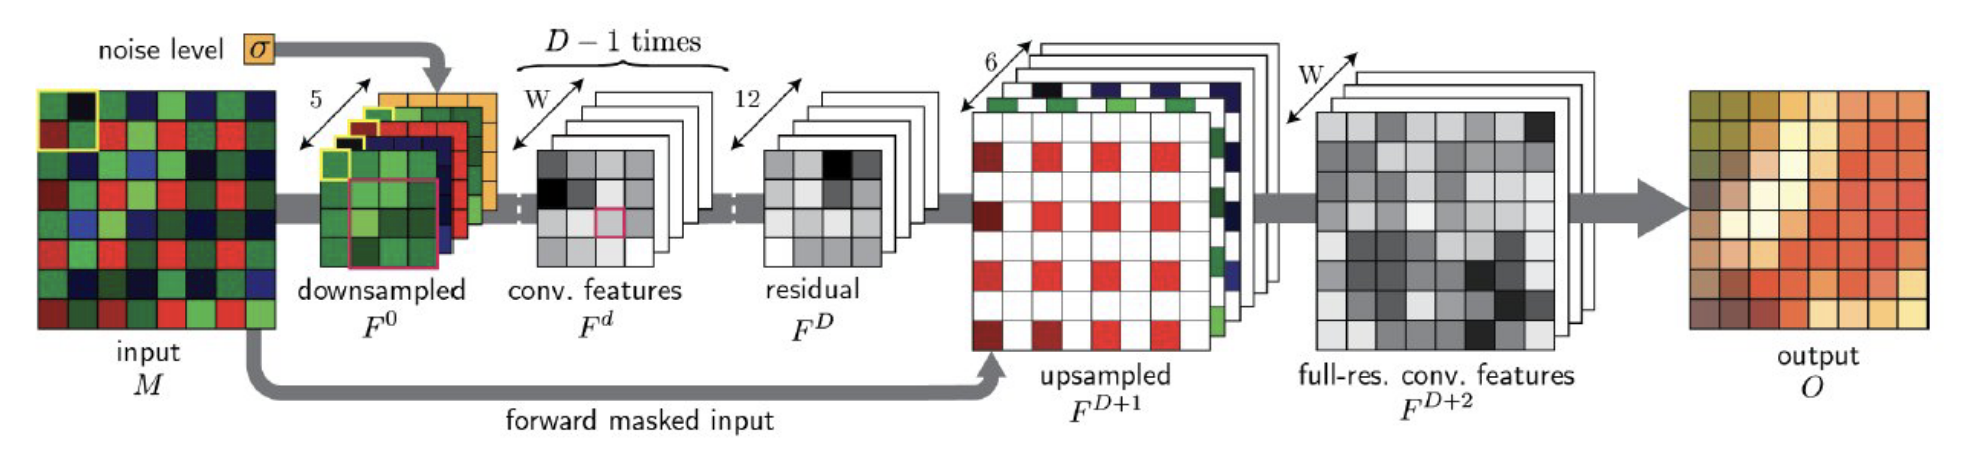 noise level σ
D − 1 times
5
W
12
6
W
downsampled
F^0
conv. features
F^d
residual
F^D
input
M
upsampled
F^{D+1}
full-res. conv. features
F^{D+2}
output
O
forward masked input